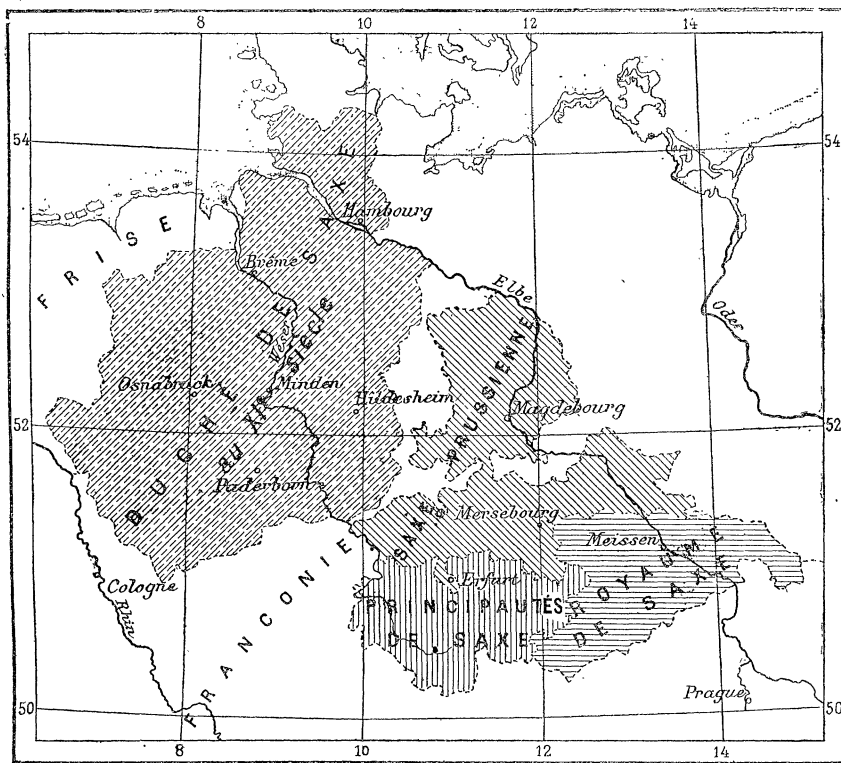 8
10
12
14
54
54
FRISE
Hambourg
Brême
Elbe
Oder
DUCHÉ DE SAXE
au XIIe siècle
Weser
SAXE PRUSSIENNE
Osnabrück
Minden
Hildesheim
Magdebourg
52
52
Paderborn
Mersebourg
Meissen
Cologne
Rhin
FRANCONIE
Erfurt
PRINCIPAUTÉS
DE SAXE
ROYAUME
DE SAXE
Prague
50
50
8
10
12
14